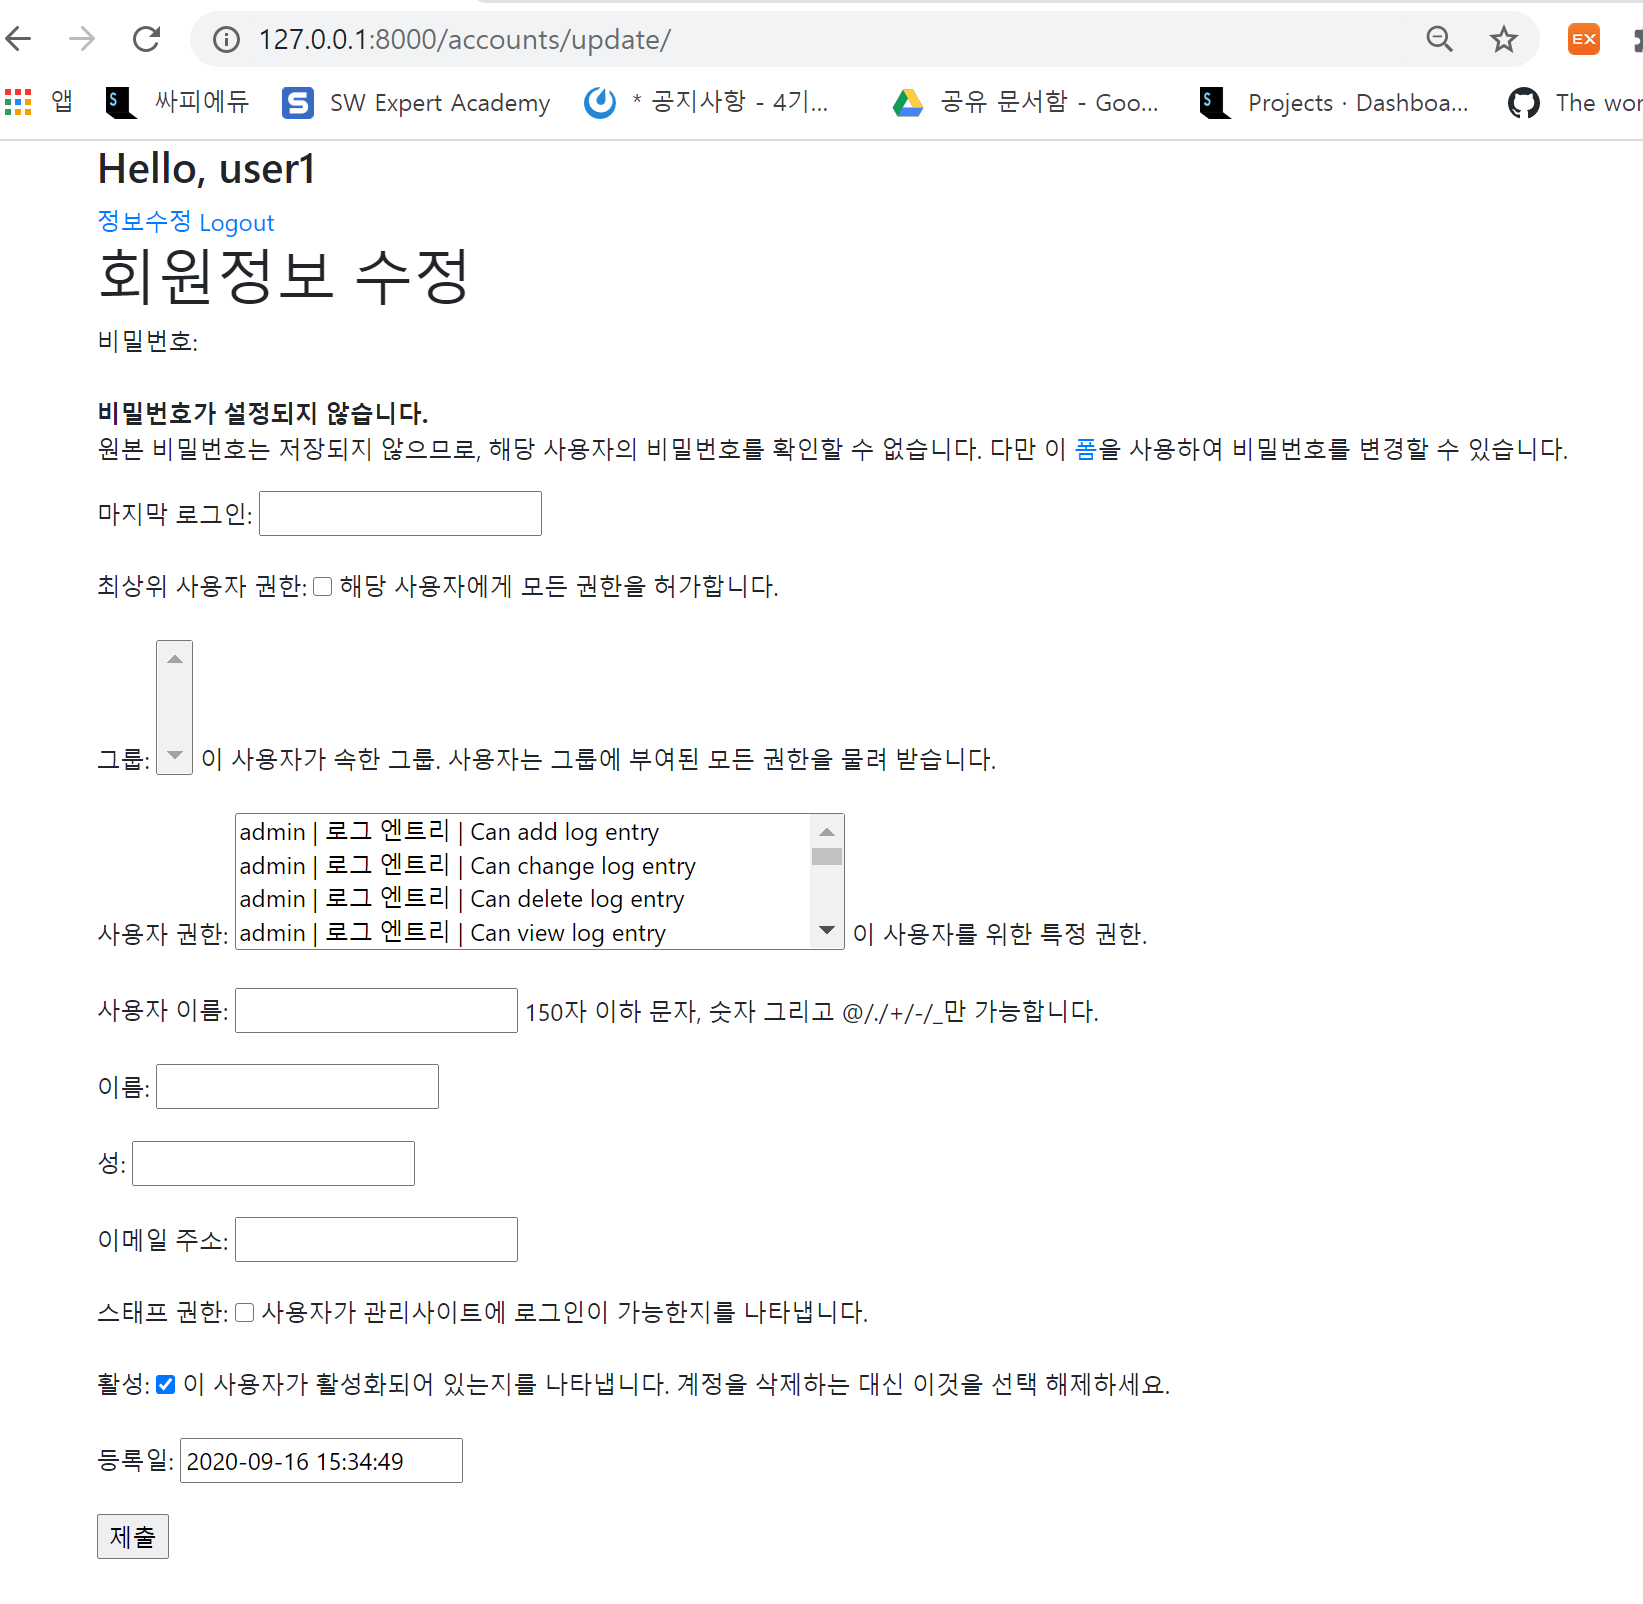 127.0.0.1:8000/accounts/update/
EX
앱 싸피에듀 SW Expert Academy * 공지사항 - 4기... 공유 문서함 - Goo... Projects · Dashboa... The wor
Hello, user1
정보수정 Logout
회원정보 수정
비밀번호:
비밀번호가 설정되지 않습니다.
원본 비밀번호는 저장되지 않으므로, 해당 사용자의 비밀번호를 확인할 수 없습니다. 다만 이 폼을 사용하여 비밀번호를 변경할 수 있습니다.
마지막 로그인:
최상위 사용자 권한: 해당 사용자에게 모든 권한을 허가합니다.
그룹: 이 사용자가 속한 그룹. 사용자는 그룹에 부여된 모든 권한을 물려 받습니다.
admin | 로그 엔트리 | Can add log entry
admin | 로그 엔트리 | Can change log entry
admin | 로그 엔트리 | Can delete log entry
admin | 로그 엔트리 | Can view log entry
사용자 권한: 이 사용자를 위한 특정 권한.
사용자 이름: 150자 이하 문자, 숫자 그리고 @/./+/-/_만 가능합니다.
이름:
성:
이메일 주소:
스태프 권한: 사용자가 관리사이트에 로그인이 가능한지를 나타냅니다.
활성: 이 사용자가 활성화되어 있는지를 나타냅니다. 계정을 삭제하는 대신 이것을 선택 해제하세요.
등록일: 2020-09-16 15:34:49
제출